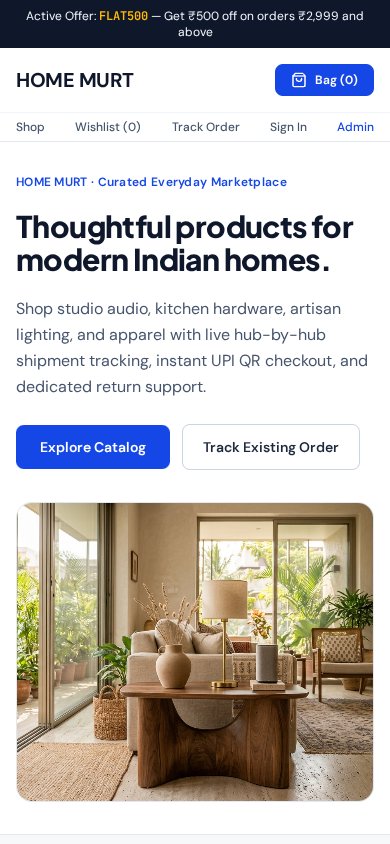 Active Offer: FLAT500 — Get ₹500 off on orders ₹2,999 and
above
HOME MURT
Bag (0)
Shop
Wishlist (0)
Track Order
Sign In
Admin
HOME MURT · Curated Everyday Marketplace
Thoughtful products for
modern Indian homes.
Shop studio audio, kitchen hardware, artisan
lighting, and apparel with live hub-by-hub
shipment tracking, instant UPI QR checkout, and
dedicated return support.
Explore Catalog
Track Existing Order